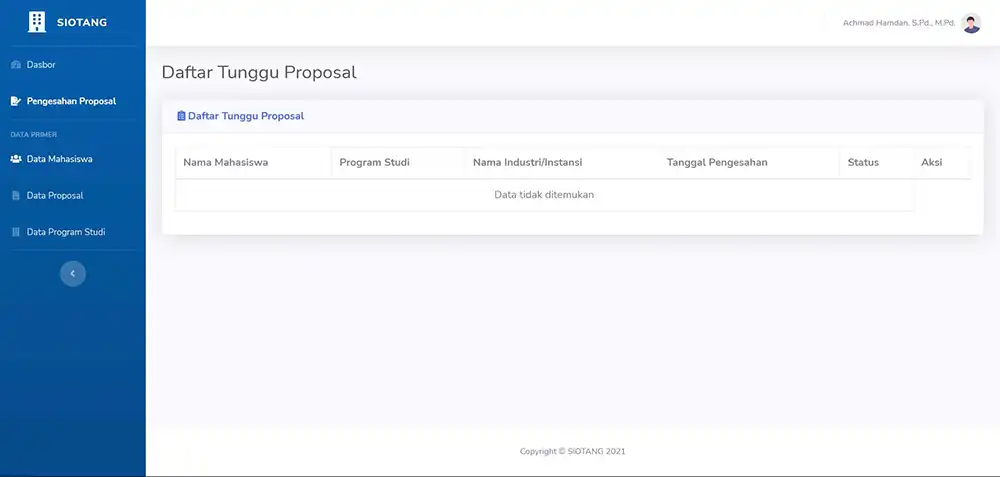 SIOTANG
Achmad Hamdan, S.Pd., M.Pd.
Dasbor
Pengesahan Proposal
DATA PRIMER
Data Mahasiswa
Data Proposal
Data Program Studi
Daftar Tunggu Proposal
Daftar Tunggu Proposal
Nama Mahasiswa Program Studi Nama Industri/Instansi Tanggal Pengesahan Status Aksi
Data tidak ditemukan
Copyright © SIOTANG 2021